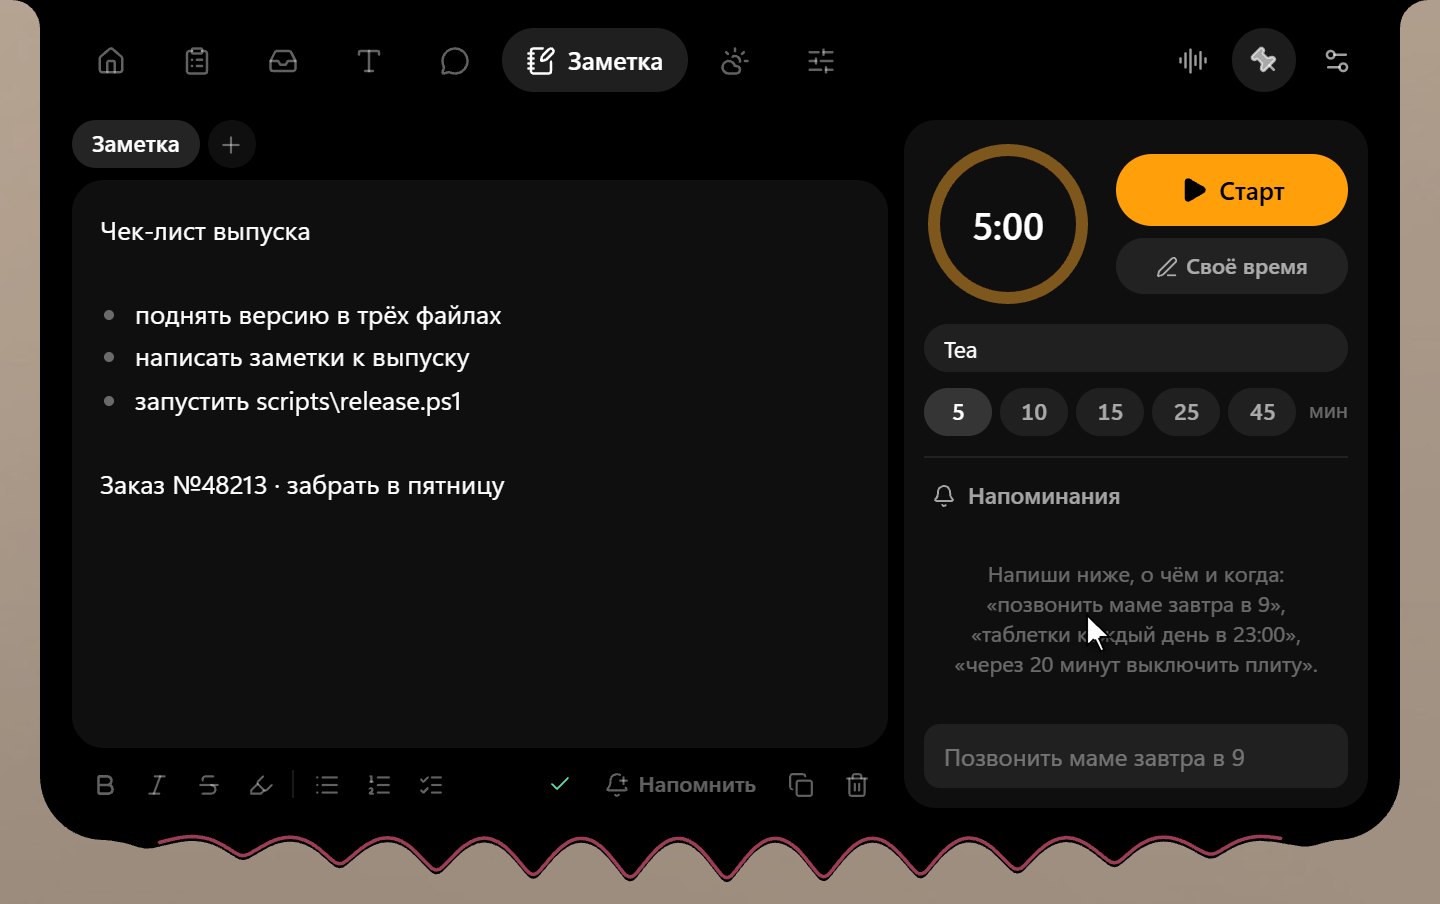 Заметка
Заметка
Чек-лист выпуска
поднять версию в трёх файлах
написать заметки к выпуску
запустить scripts\release.ps1
Заказ №48213 · забрать в пятницу
Напомнить
5:00
Старт
Своё время
Tea
5 10 15 25 45 мин
Напоминания
Напиши ниже, о чём и когда:
«позвонить маме завтра в 9»,
«таблетки каждый день в 23:00»,
«через 20 минут выключить плиту».
Позвонить маме завтра в 9